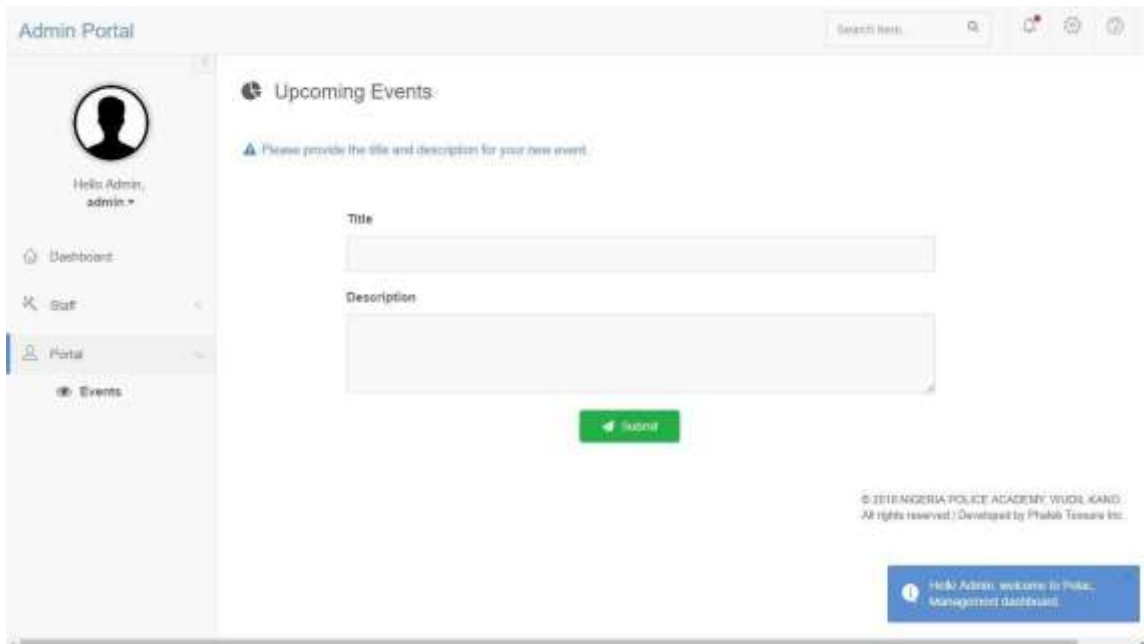 Admin Portal
Search here...
Upcoming Events
Please provide the title and description for your new event.
Hello Admin,
admin
Title
Dashboard
Description
Staff
Portal
Events
Submit
© 2018 NIGERIA POLICE ACADEMY, WUDIL KANO.
All rights reserved | Developed by Inc.
Hello Admin, welcome to Polac
Management dashboard.